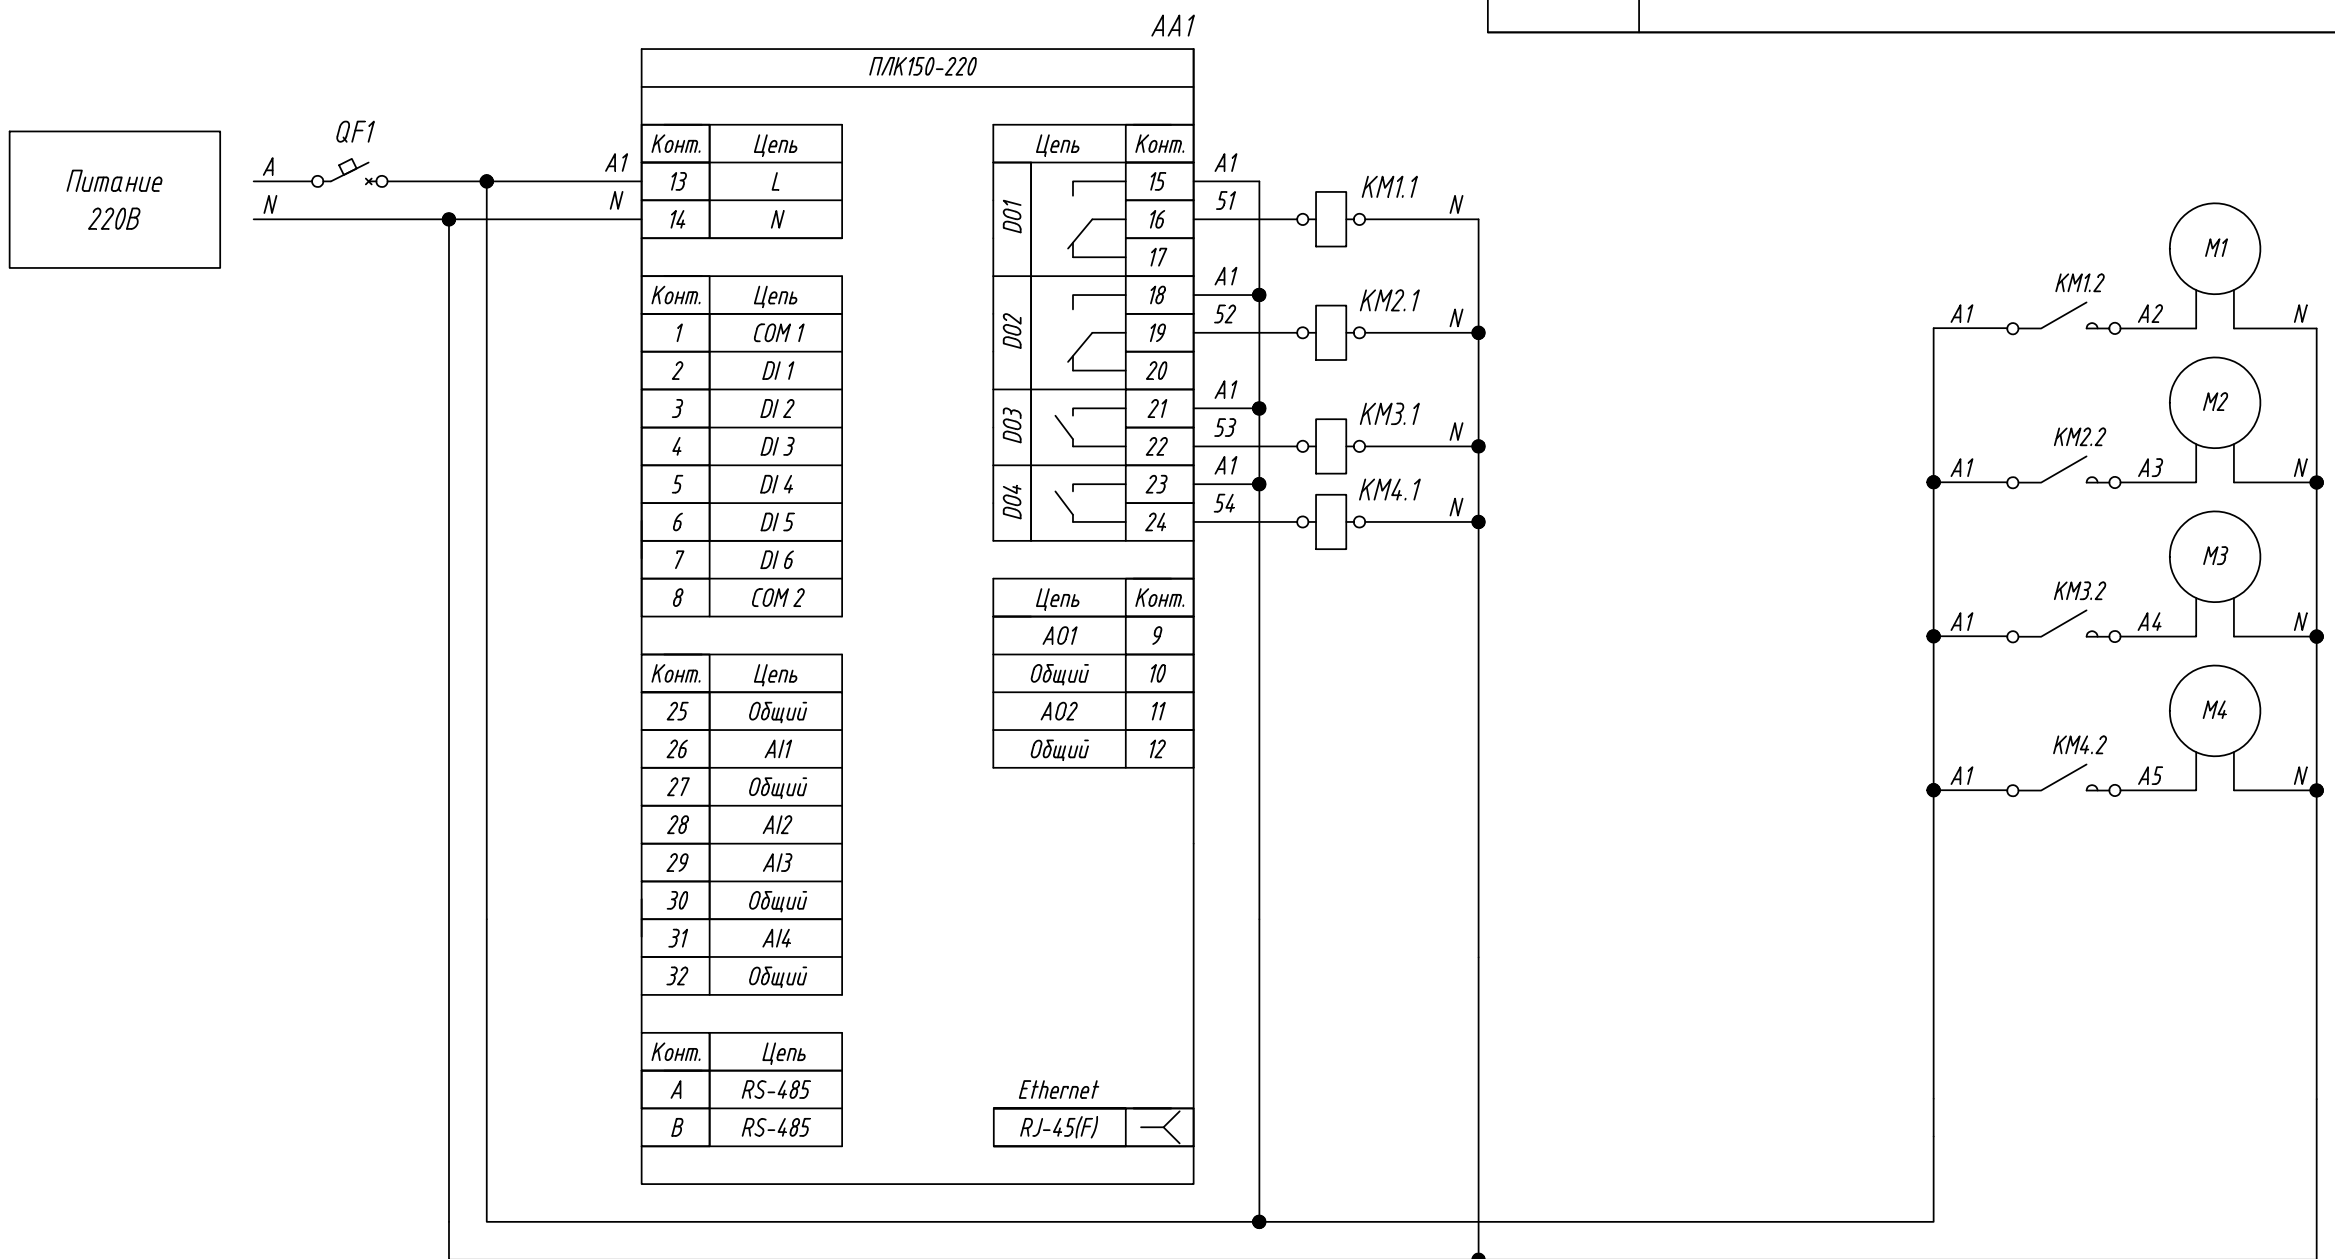 AA1
ПЛК150-220
Питание
220В
QF1
A
N
A1
N
Конт. Цепь
13 L
14 N
Конт. Цепь
1 COM 1
2 DI 1
3 DI 2
4 DI 3
5 DI 4
6 DI 5
7 DI 6
8 COM 2
Конт. Цепь
25 Общий
26 AI1
27 Общий
28 AI2
29 AI3
30 Общий
31 AI4
32 Общий
Конт. Цепь
A RS-485
B RS-485
Цепь Конт.
DO1
15
16
17
DO2
18
19
20
DO3
21
22
DO4
23
24
Цепь Конт.
AO1 9
Общий 10
AO2 11
Общий 12
Ethernet
RJ-45(F)
A1
51 KM1.1 N
A1
52 KM2.1 N
A1
53 KM3.1 N
A1
54 KM4.1 N
M1
KM1.2
A1 A2 N
M2
KM2.2
A1 A3 N
M3
KM3.2
A1 A4 N
M4
KM4.2
A1 A5 N